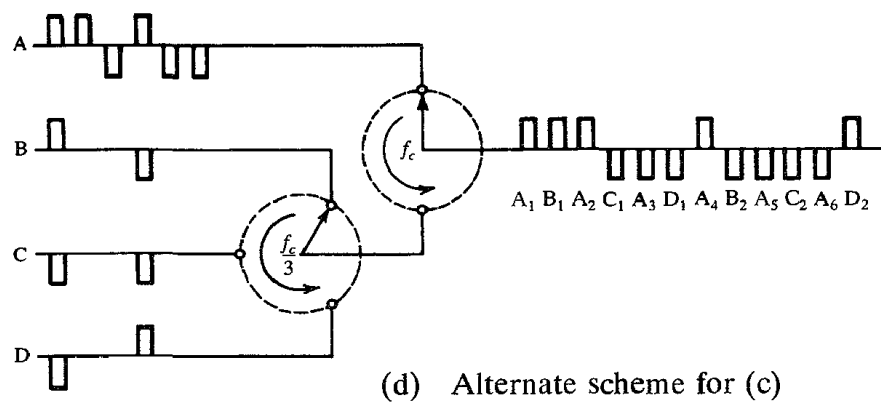 A
B
C
D
f_c
f_c/3
A₁ B₁ A₂ C₁ A₃ D₁ A₄ B₂ A₅ C₂ A₆ D₂
(d) Alternate scheme for (c)